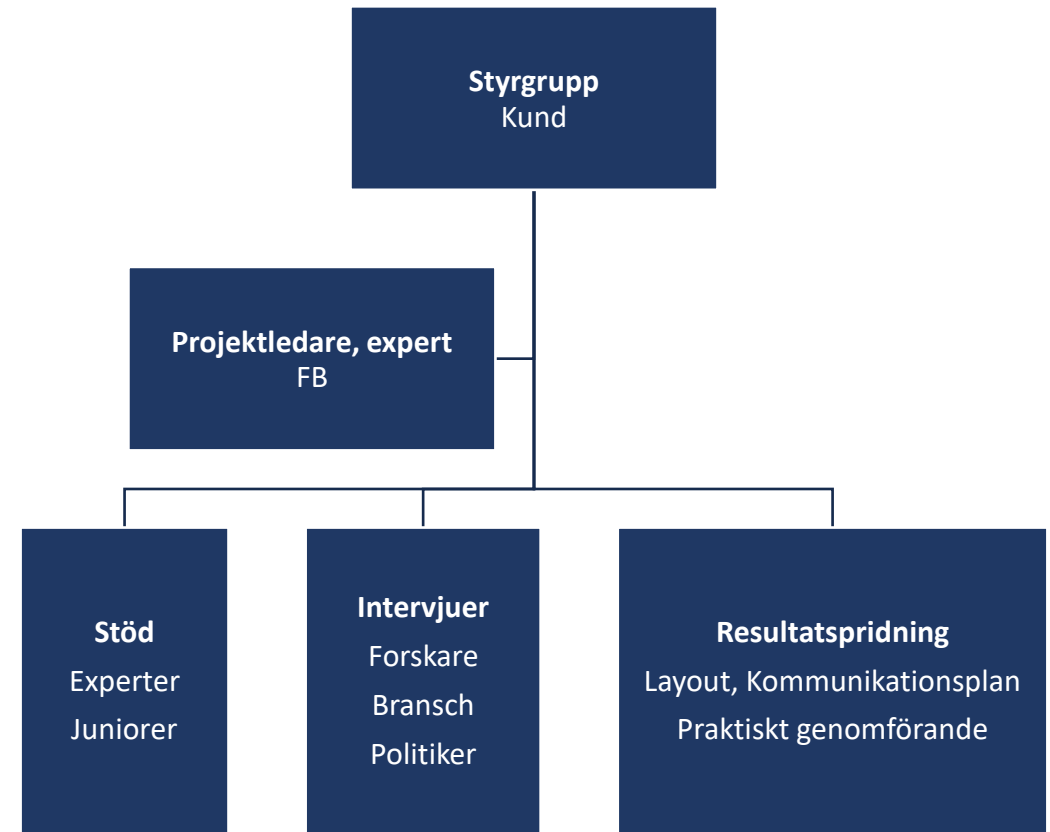 Styrgrupp
Kund
Projektledare, expert
FB
Stöd
Experter
Juniorer
Intervjuer
Forskare
Bransch
Politiker
Resultatspridning
Layout, Kommunikationsplan
Praktiskt genomförande